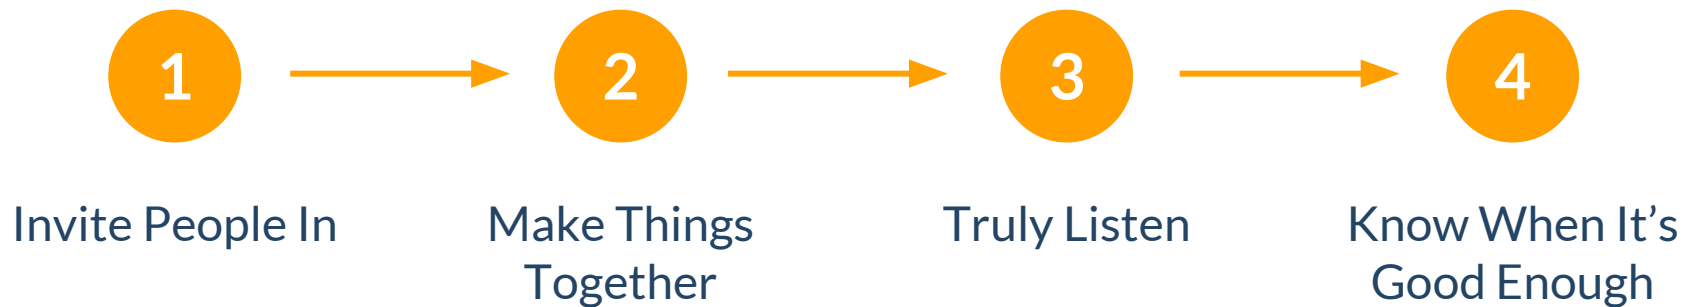 1
2
3
4
Invite People In
Make Things
Together
Truly Listen
Know When It’s
Good Enough